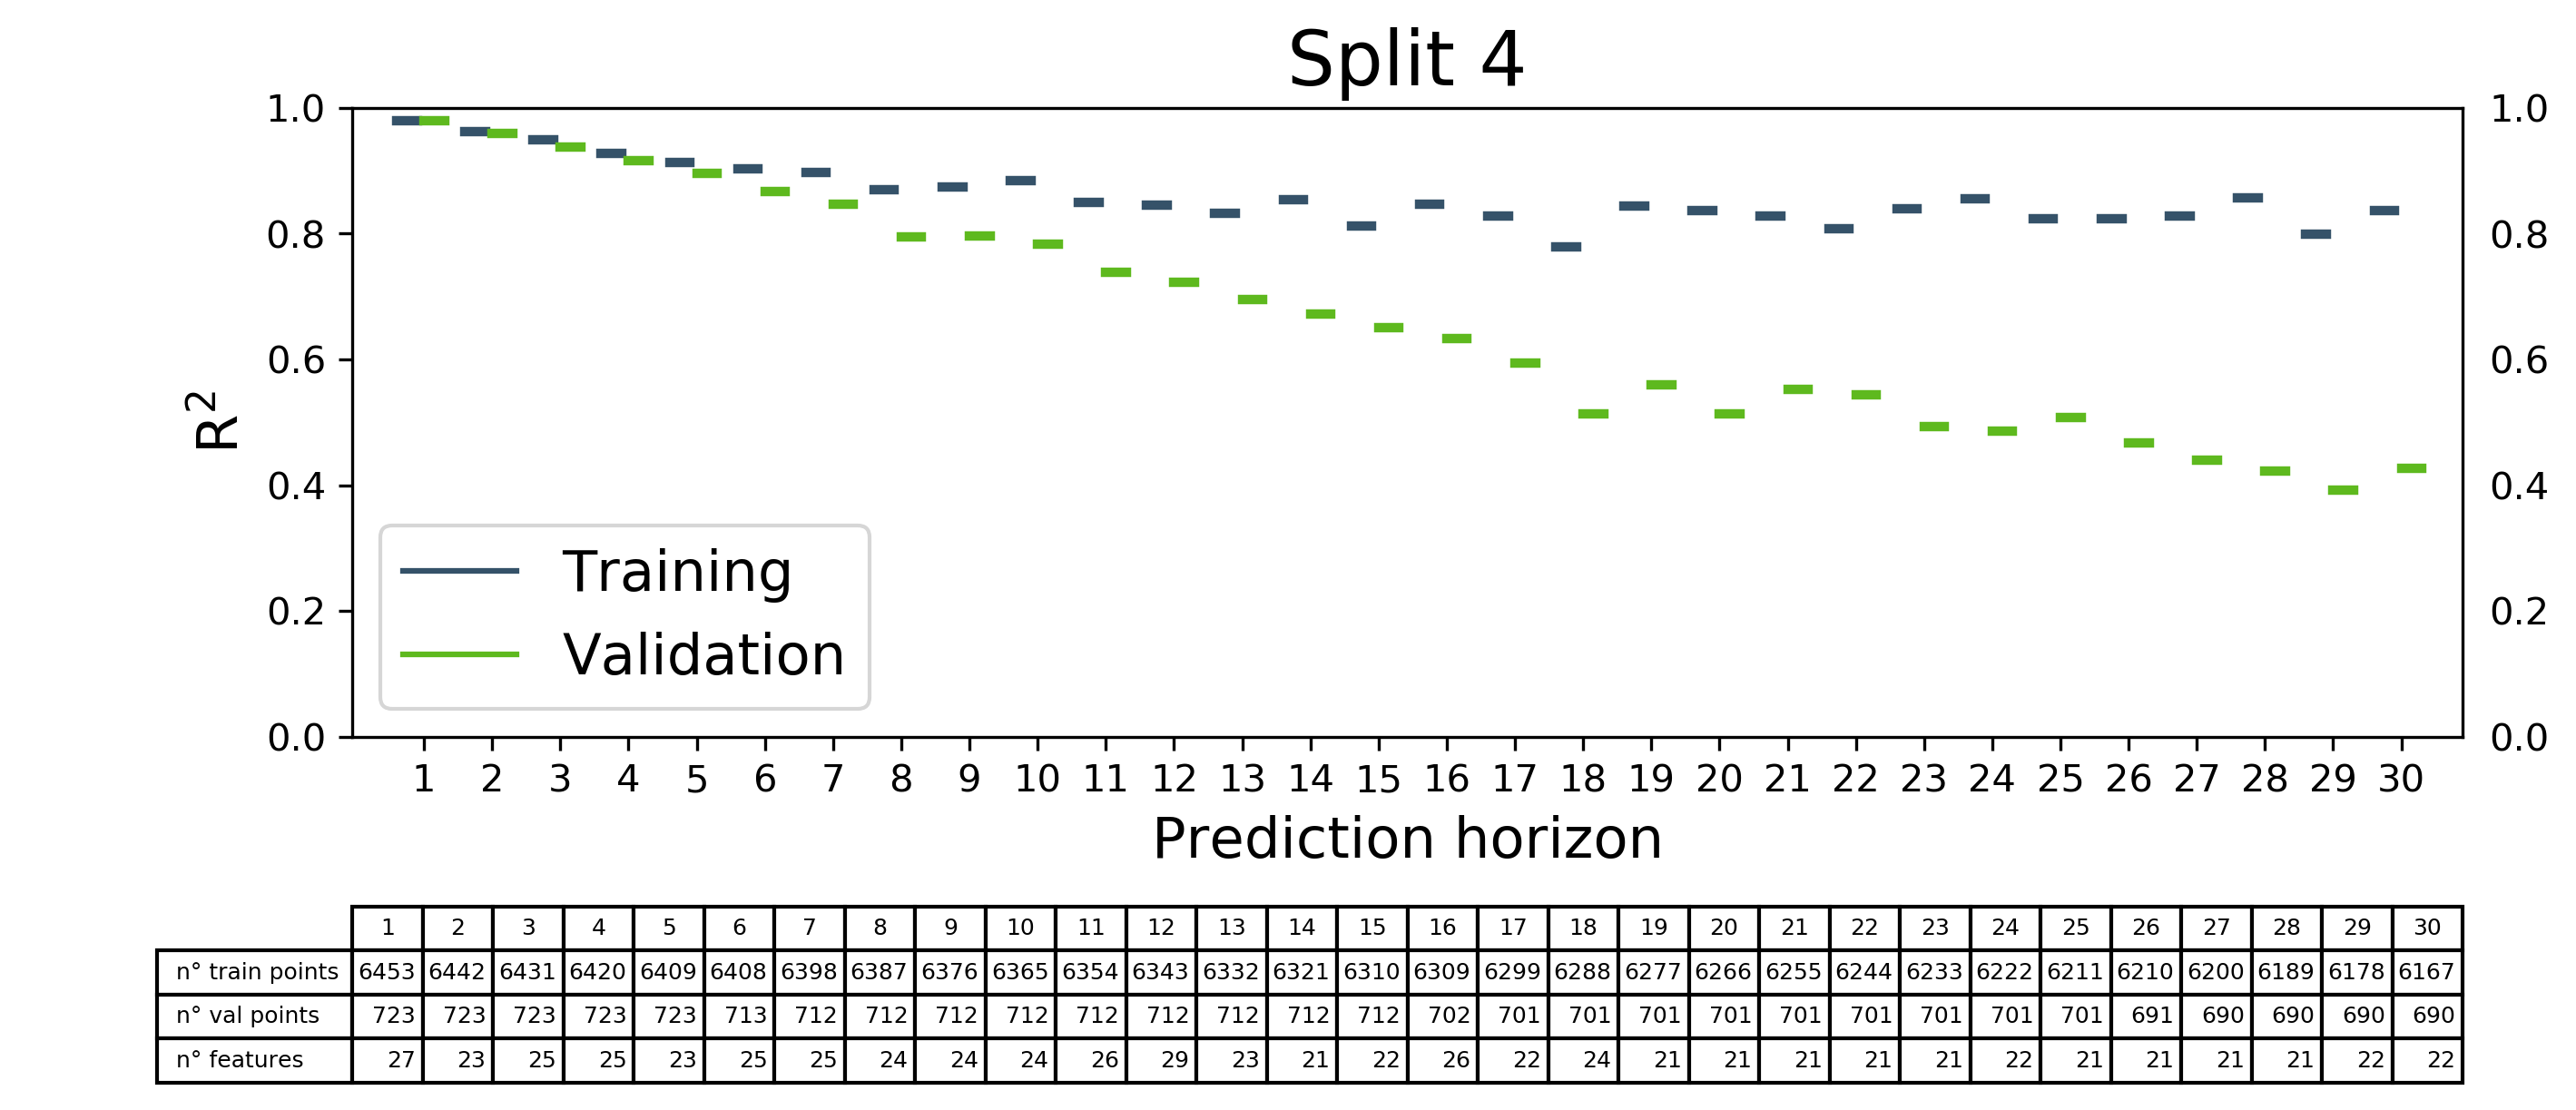 Split 4
1.0 1.0
0.8 0.8
0.6 0.6
0.4 0.4
0.2 0.2
0.0 0.0
R²
Training
Validation
1 2 3 4 5 6 7 8 9 10 11 12 13 14 15 16 17 18 19 20 21 22 23 24 25 26 27 28 29 30
Prediction horizon
1 2 3 4 5 6 7 8 9 10 11 12 13 14 15 16 17 18 19 20 21 22 23 24 25 26 27 28 29 30
n° train points 6453 6442 6431 6420 6409 6408 6398 6387 6376 6365 6354 6343 6332 6321 6310 6309 6299 6288 6277 6266 6255 6244 6233 6222 6211 6210 6200 6189 6178 6167
n° val points 723 723 723 723 723 713 712 712 712 712 712 712 712 712 712 702 701 701 701 701 701 701 701 701 701 691 690 690 690 690
n° features 27 23 25 25 23 25 25 24 24 24 26 29 23 21 22 26 22 24 21 21 21 21 21 22 21 21 21 21 22 22